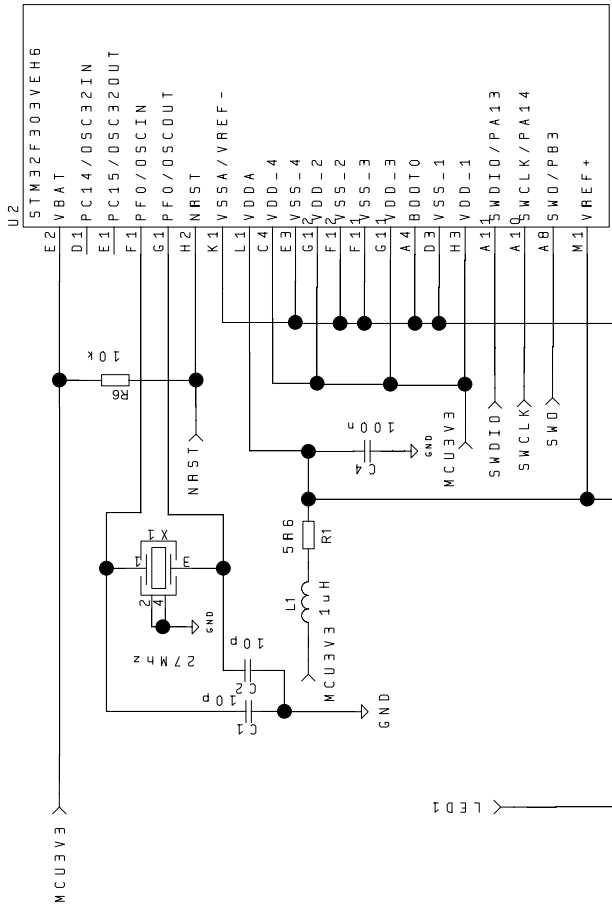 U2
STM32F303VEH6
E2 VBAT
D1 PC14/OSC32IN
E1 PC15/OSC32OUT
F1 PF0/OSCIN
G1 PF0/OSCOUT
H2 NRST
K1 VSSA/VREF-
L1 VDDA
C4 VDD_4
E3 VSS_4
G12 VDD_2
F12 VSS_2
F11 VSS_3
G11 VDD_3
A4 BOOT0
D3 VSS_1
H3 VDD_1
A11 SWDIO/PA13
A10 SWCLK/PA14
A8 SWO/PB3
M1 VREF+
10k
R6
NRST
MCU3V3
SWDIO
SWCLK
SWO
100n
C4
GND
5R6
R1
L1
1uH
MCU3V3
X1
1
3
2
4
GND
27Mhz
10p
C2
10p
C1
GND
MCU3V3
LED1